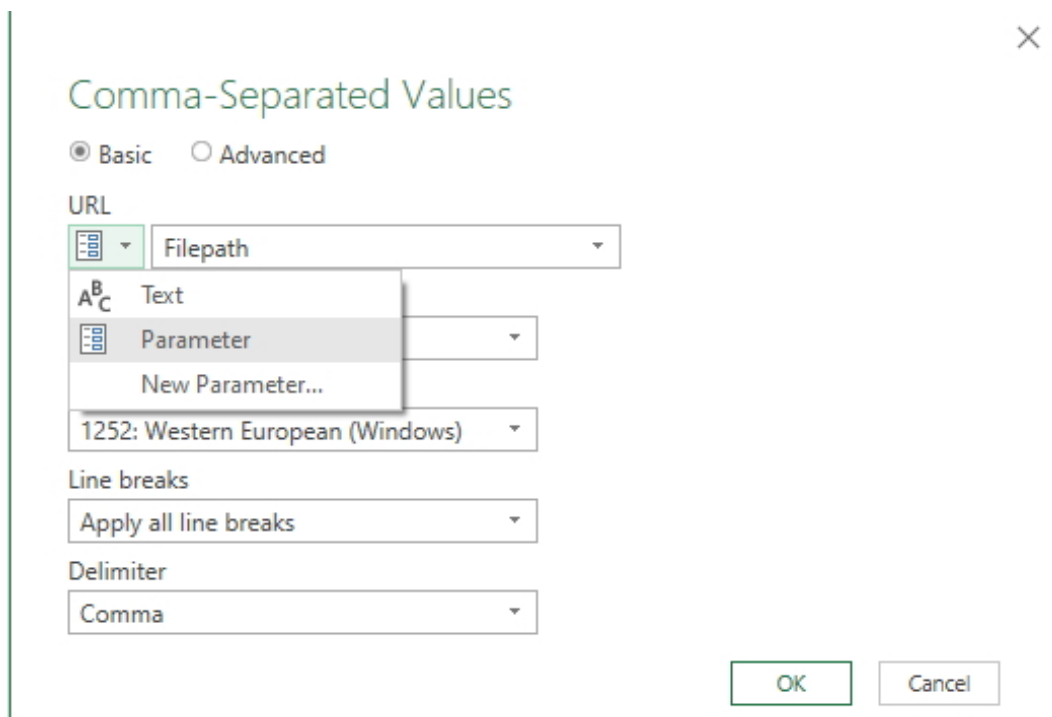 Comma-Separated Values
Basic Advanced
URL
Filepath
ABC Text
Parameter
New Parameter...
1252: Western European (Windows)
Line breaks
Apply all line breaks
Delimiter
Comma
OK Cancel